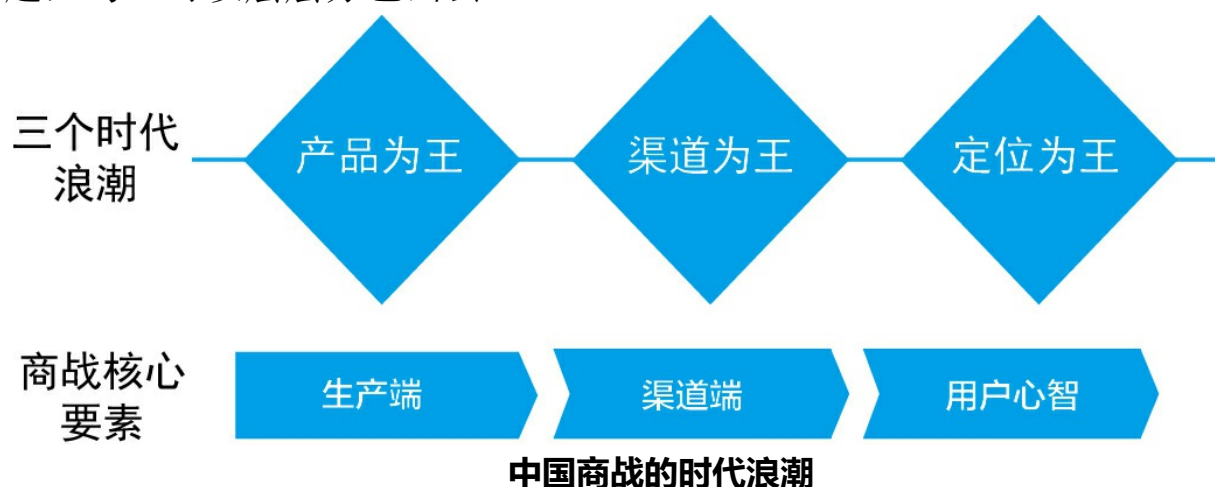 三个时代
浪潮
产品为王
渠道为王
定位为王
商战核心
要素
生产端
渠道端
用户心智
中国商战的时代浪潮